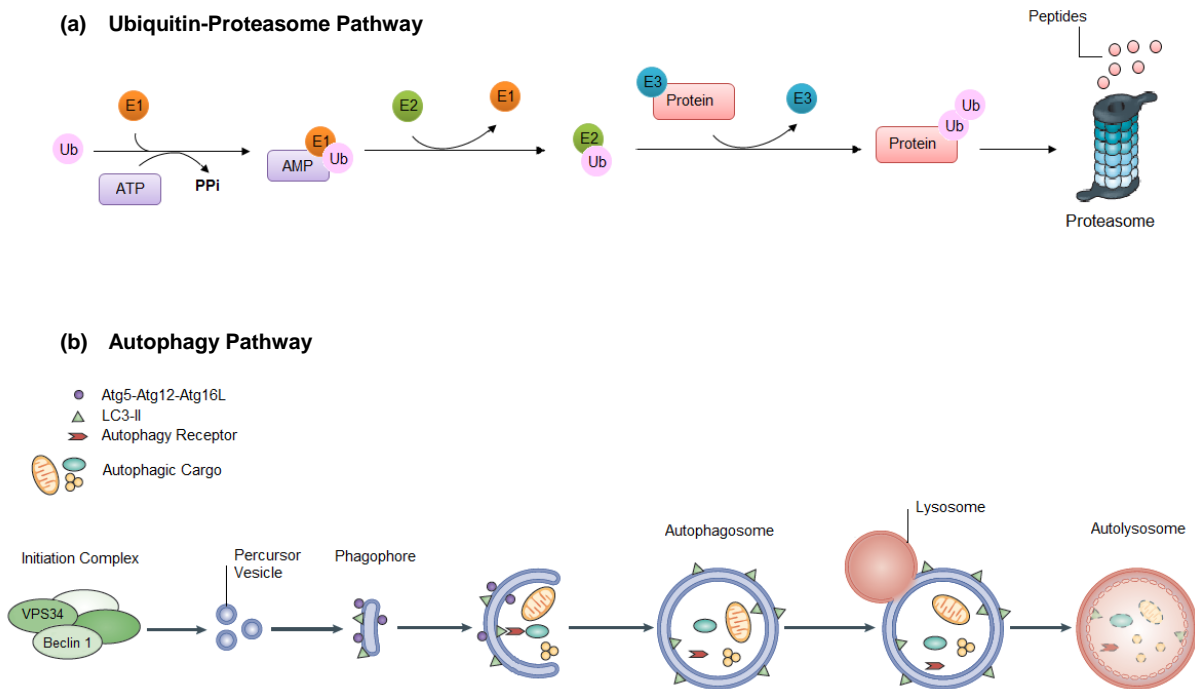 (a) Ubiquitin-Proteasome Pathway
Peptides
E1
E2
E1
E3
Protein
E3
Ub
Ub
Ub
E1
Ub
AMP
ATP
PPi
E2
Ub
Protein
Proteasome
(b) Autophagy Pathway
Atg5-Atg12-Atg16L
LC3-II
Autophagy Receptor
Autophagic Cargo
Initiation Complex
Percursor
Vesicle
Phagophore
Autophagosome
Lysosome
Autolysosome
VPS34
Beclin 1